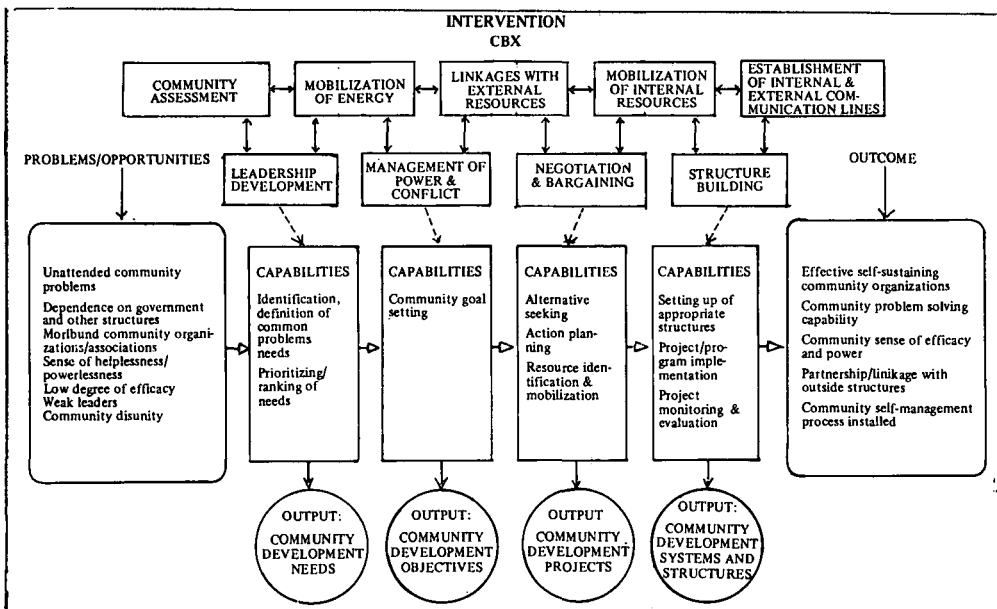 INTERVENTION
CBX
COMMUNITY
ASSESSMENT
MOBILIZATION
OF ENERGY
LINKAGES WITH
EXTERNAL
RESOURCES
MOBILIZATION
OF INTERNAL
RESOURCES
ESTABLISHMENT
OF INTERNAL &
EXTERNAL COM-
MUNICATION LINES
PROBLEMS/OPPORTUNITIES
LEADERSHIP
DEVELOPMENT
MANAGEMENT OF
POWER &
CONFLICT
NEGOTIATION
& BARGAINING
STRUCTURE
BUILDING
OUTCOME
Unattended community
problems
Dependence on government
and other structures
Morlbund community organi-
zations/associations
Sense of helplessness/
powerlessness
Low degree of efficacy
Weak leaders
Community disunity
CAPABILITIES
Identification,
definition of
common
problems needs
Prioritizing/
ranking of
needs
CAPABILITIES
Community goal
setting
CAPABILITIES
Alternative
seeking
Action plan-
ning
Resource iden-
tification &
mobilization
CAPABILITIES
Setting up of
appropriate
structures
Project/pro-
gram imple-
mentation
Project
monitoring &
evaluation
Effective self-sustaining
community organizations
Community problem solving
capability
Community sense of efficacy
and power
Partnership/linikage with
outside structures
Community self-management
process installed
OUTPUT:
COMMUNITY
DEVELOPMENT
NEEDS
OUTPUT:
COMMUNITY
DEVELOPMENT
OBJECTIVES
OUTPUT
COMMUNITY
DEVELOPMENT
PROJECTS
OUTPUT:
COMMUNITY
DEVELOPMENT
SYSTEMS AND
STRUCTURES